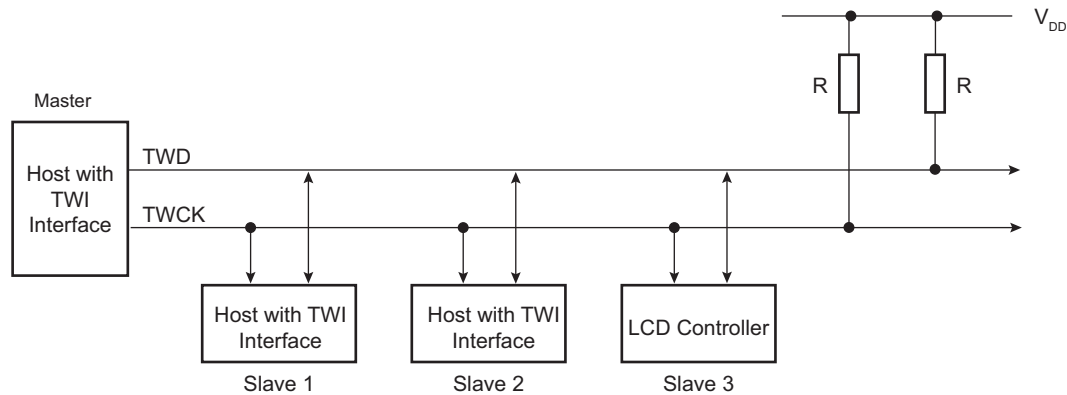 V_DD
R
R
Master
Host with
TWI
Interface
TWD
TWCK
Host with TWI
Interface
Slave 1
Host with TWI
Interface
Slave 2
LCD Controller
Slave 3